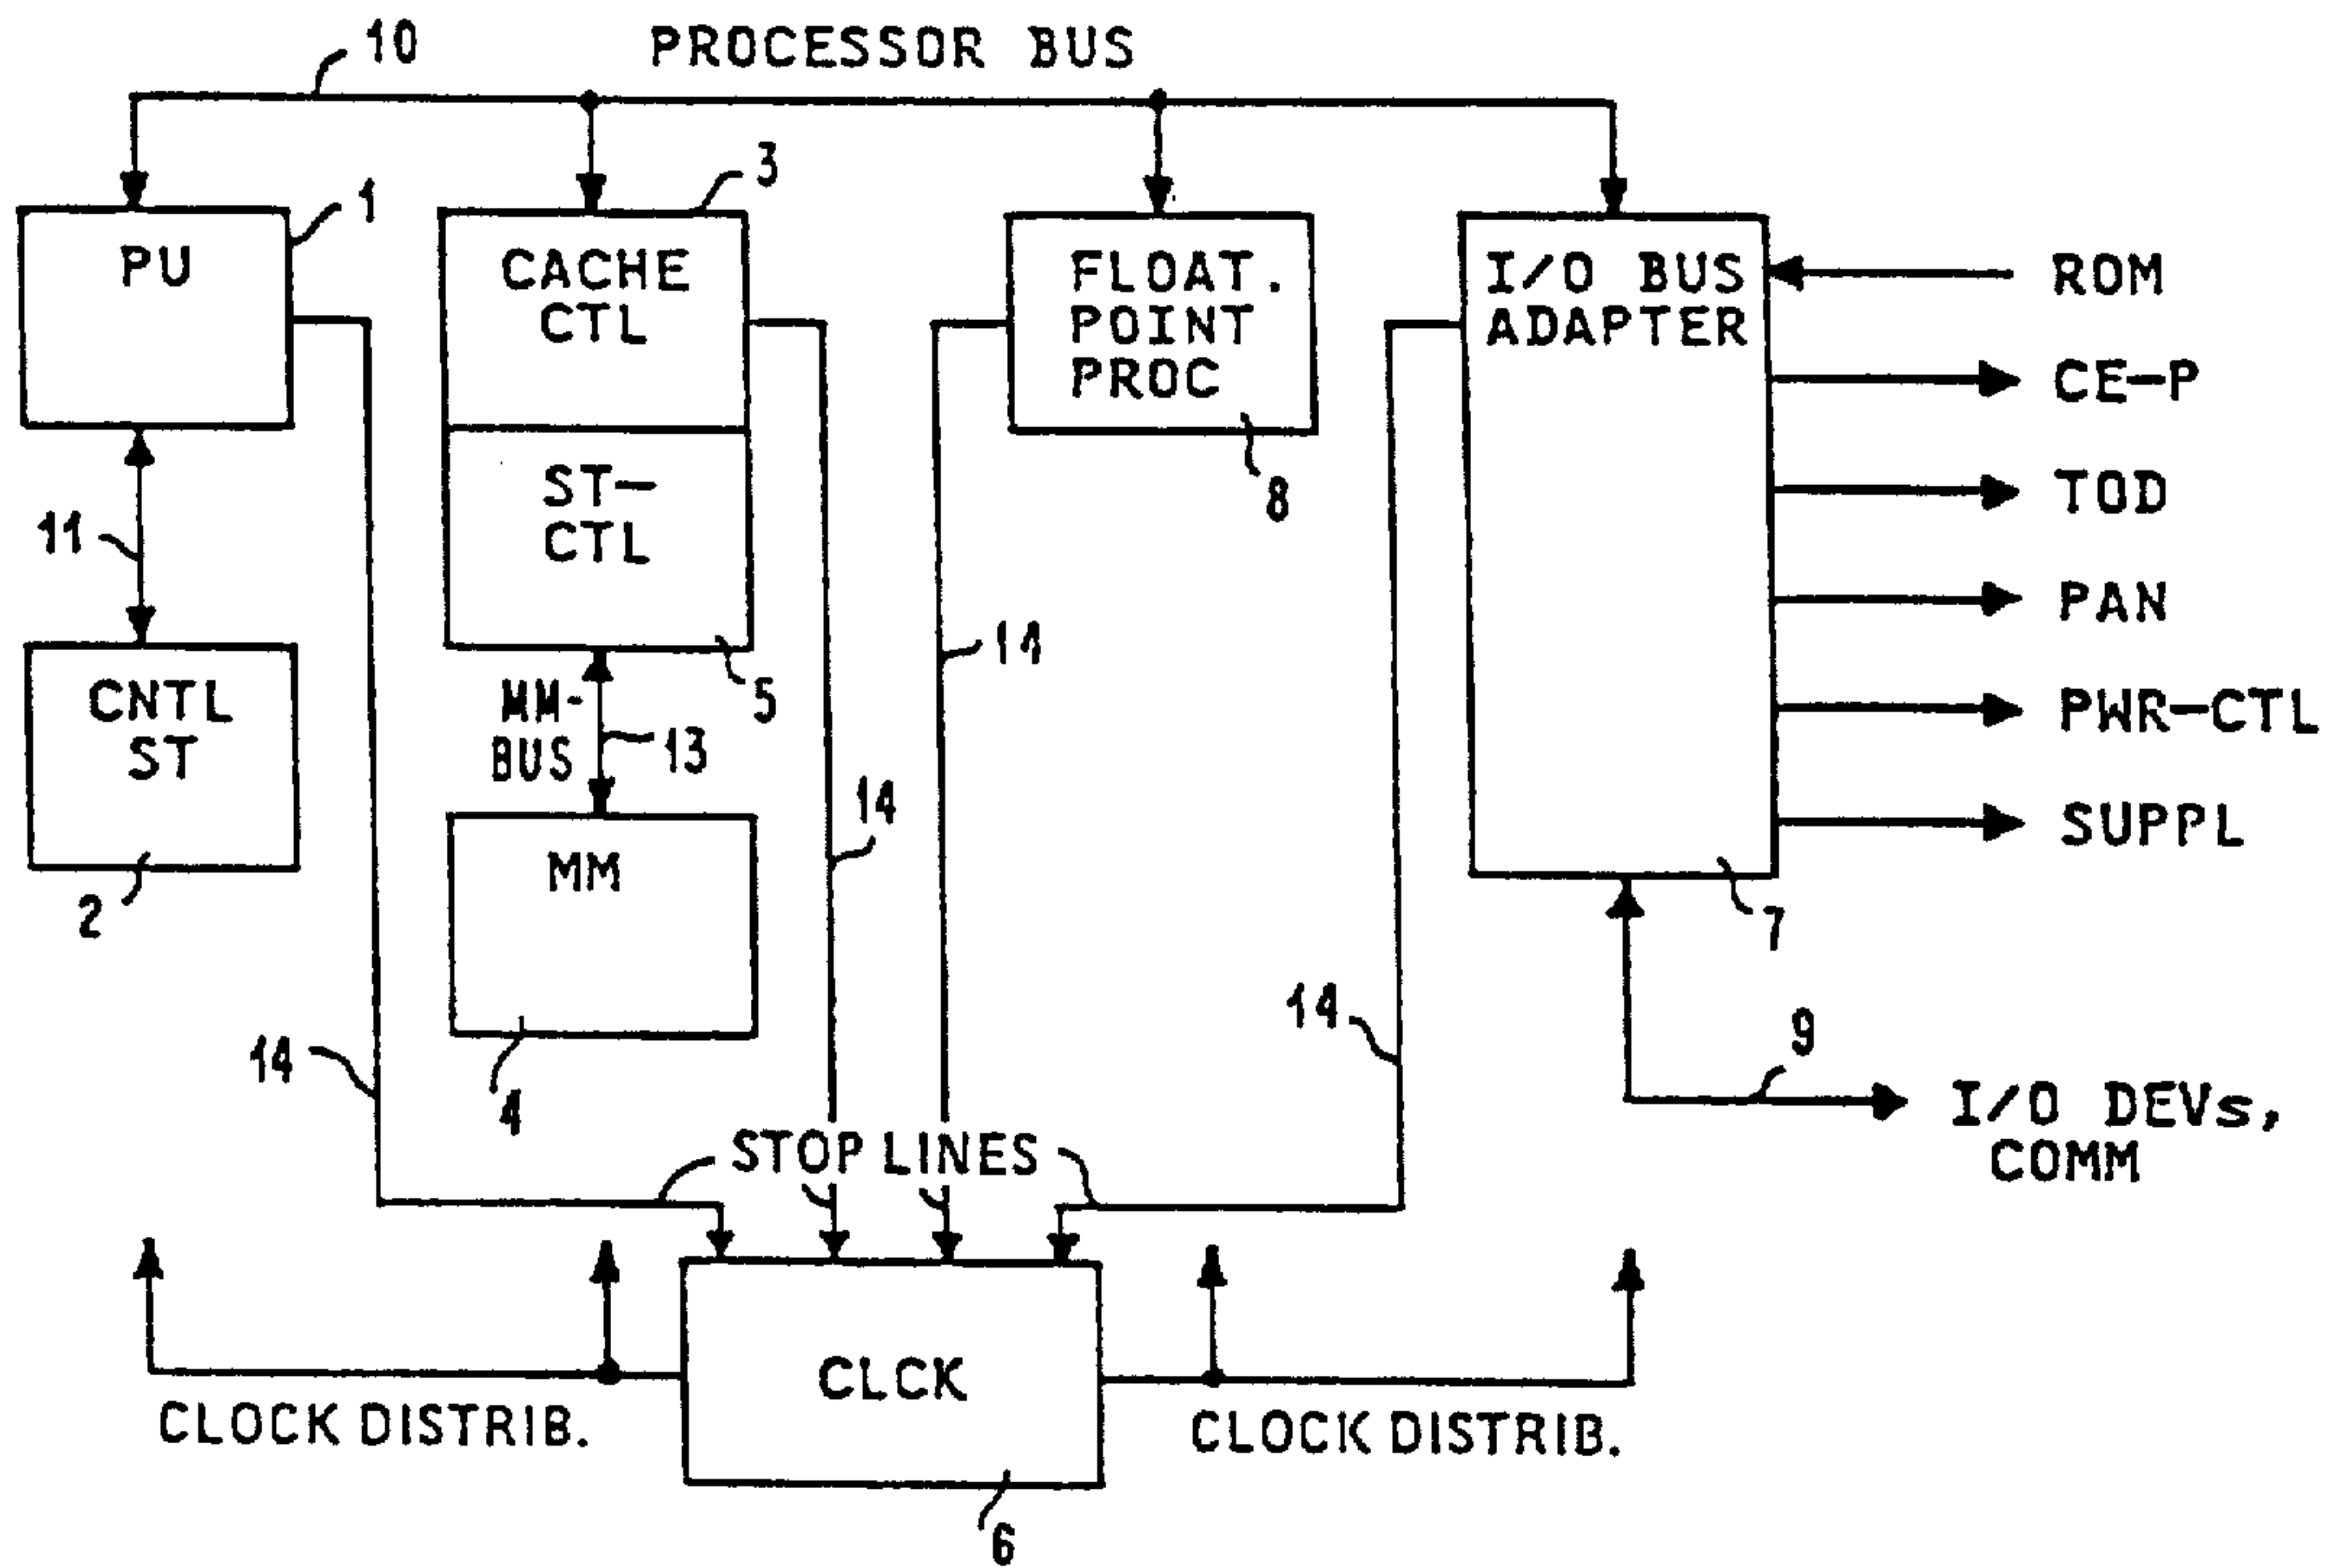 10
PROCESSOR BUS
1
3
PU
CACHE
CTL
FLOAT.
POINT
PROC
I/O BUS
ADAPTER
ROM
CE-P
TOD
PAN
PWR-CTL
SUPPL
ST-
CTL
8
11
14
CNTL
ST
MM-
BUS
5
13
14
MM
2
7
14
14
4
9
I/O DEVs,
COMM
STOP LINES
CLCK
CLOCK DISTRIB.
CLOCK DISTRIB.
6